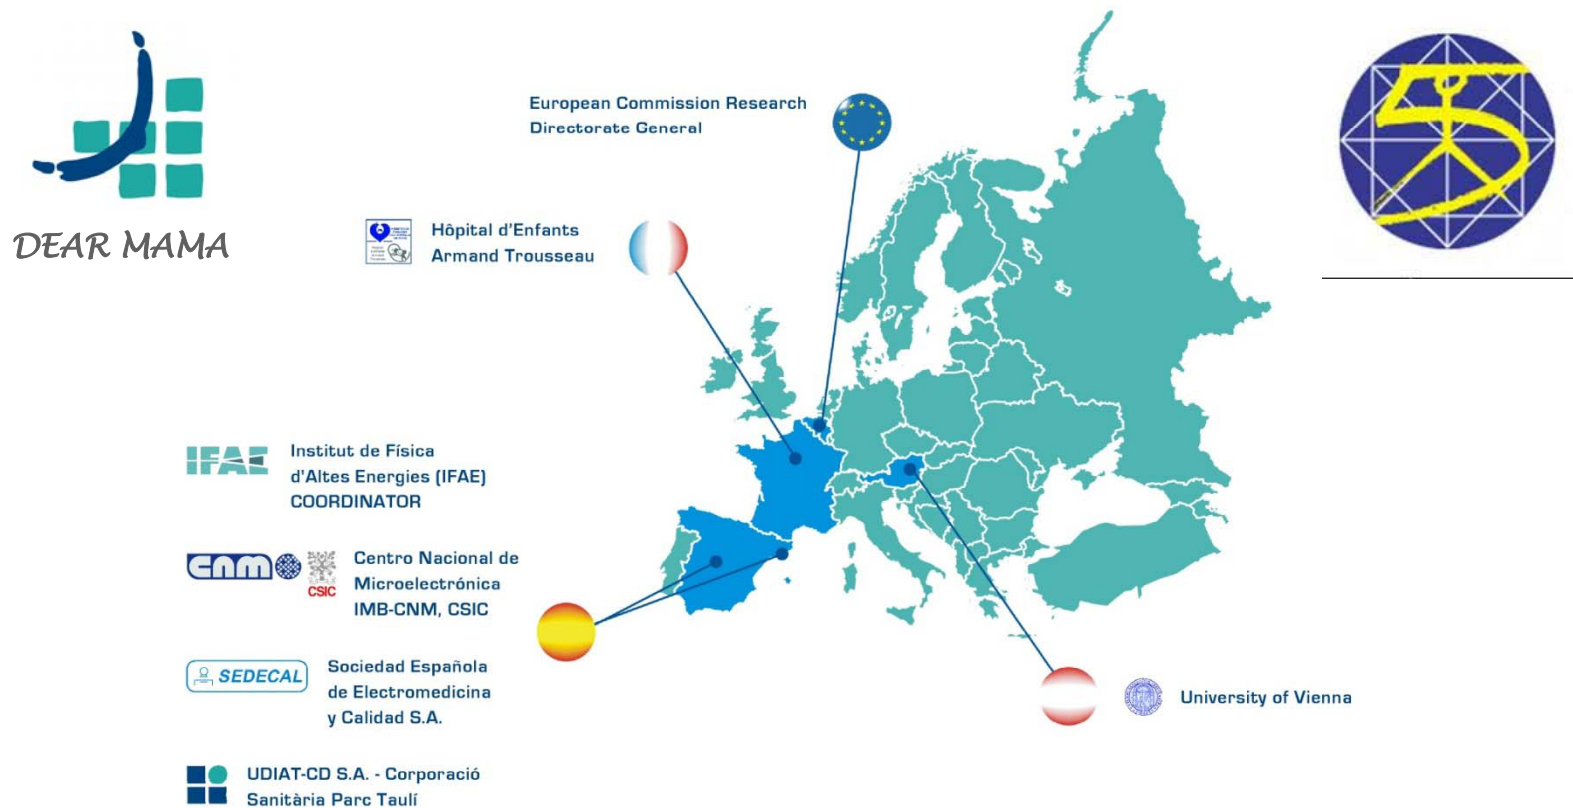 DEAR MAMA
European Commission Research
Directorate General
Hôpital d'Enfants
Armand Trousseau
IFAE
Institut de Física
d'Altes Energies (IFAE)
COORDINATOR
cnm
CSIC
Centro Nacional de
Microelectrónica
IMB-CNM, CSIC
SEDECAL
Sociedad Española
de Electromedicina
y Calidad S.A.
University of Vienna
UDIAT-CD S.A. - Corporació
Sanitària Parc Taulí